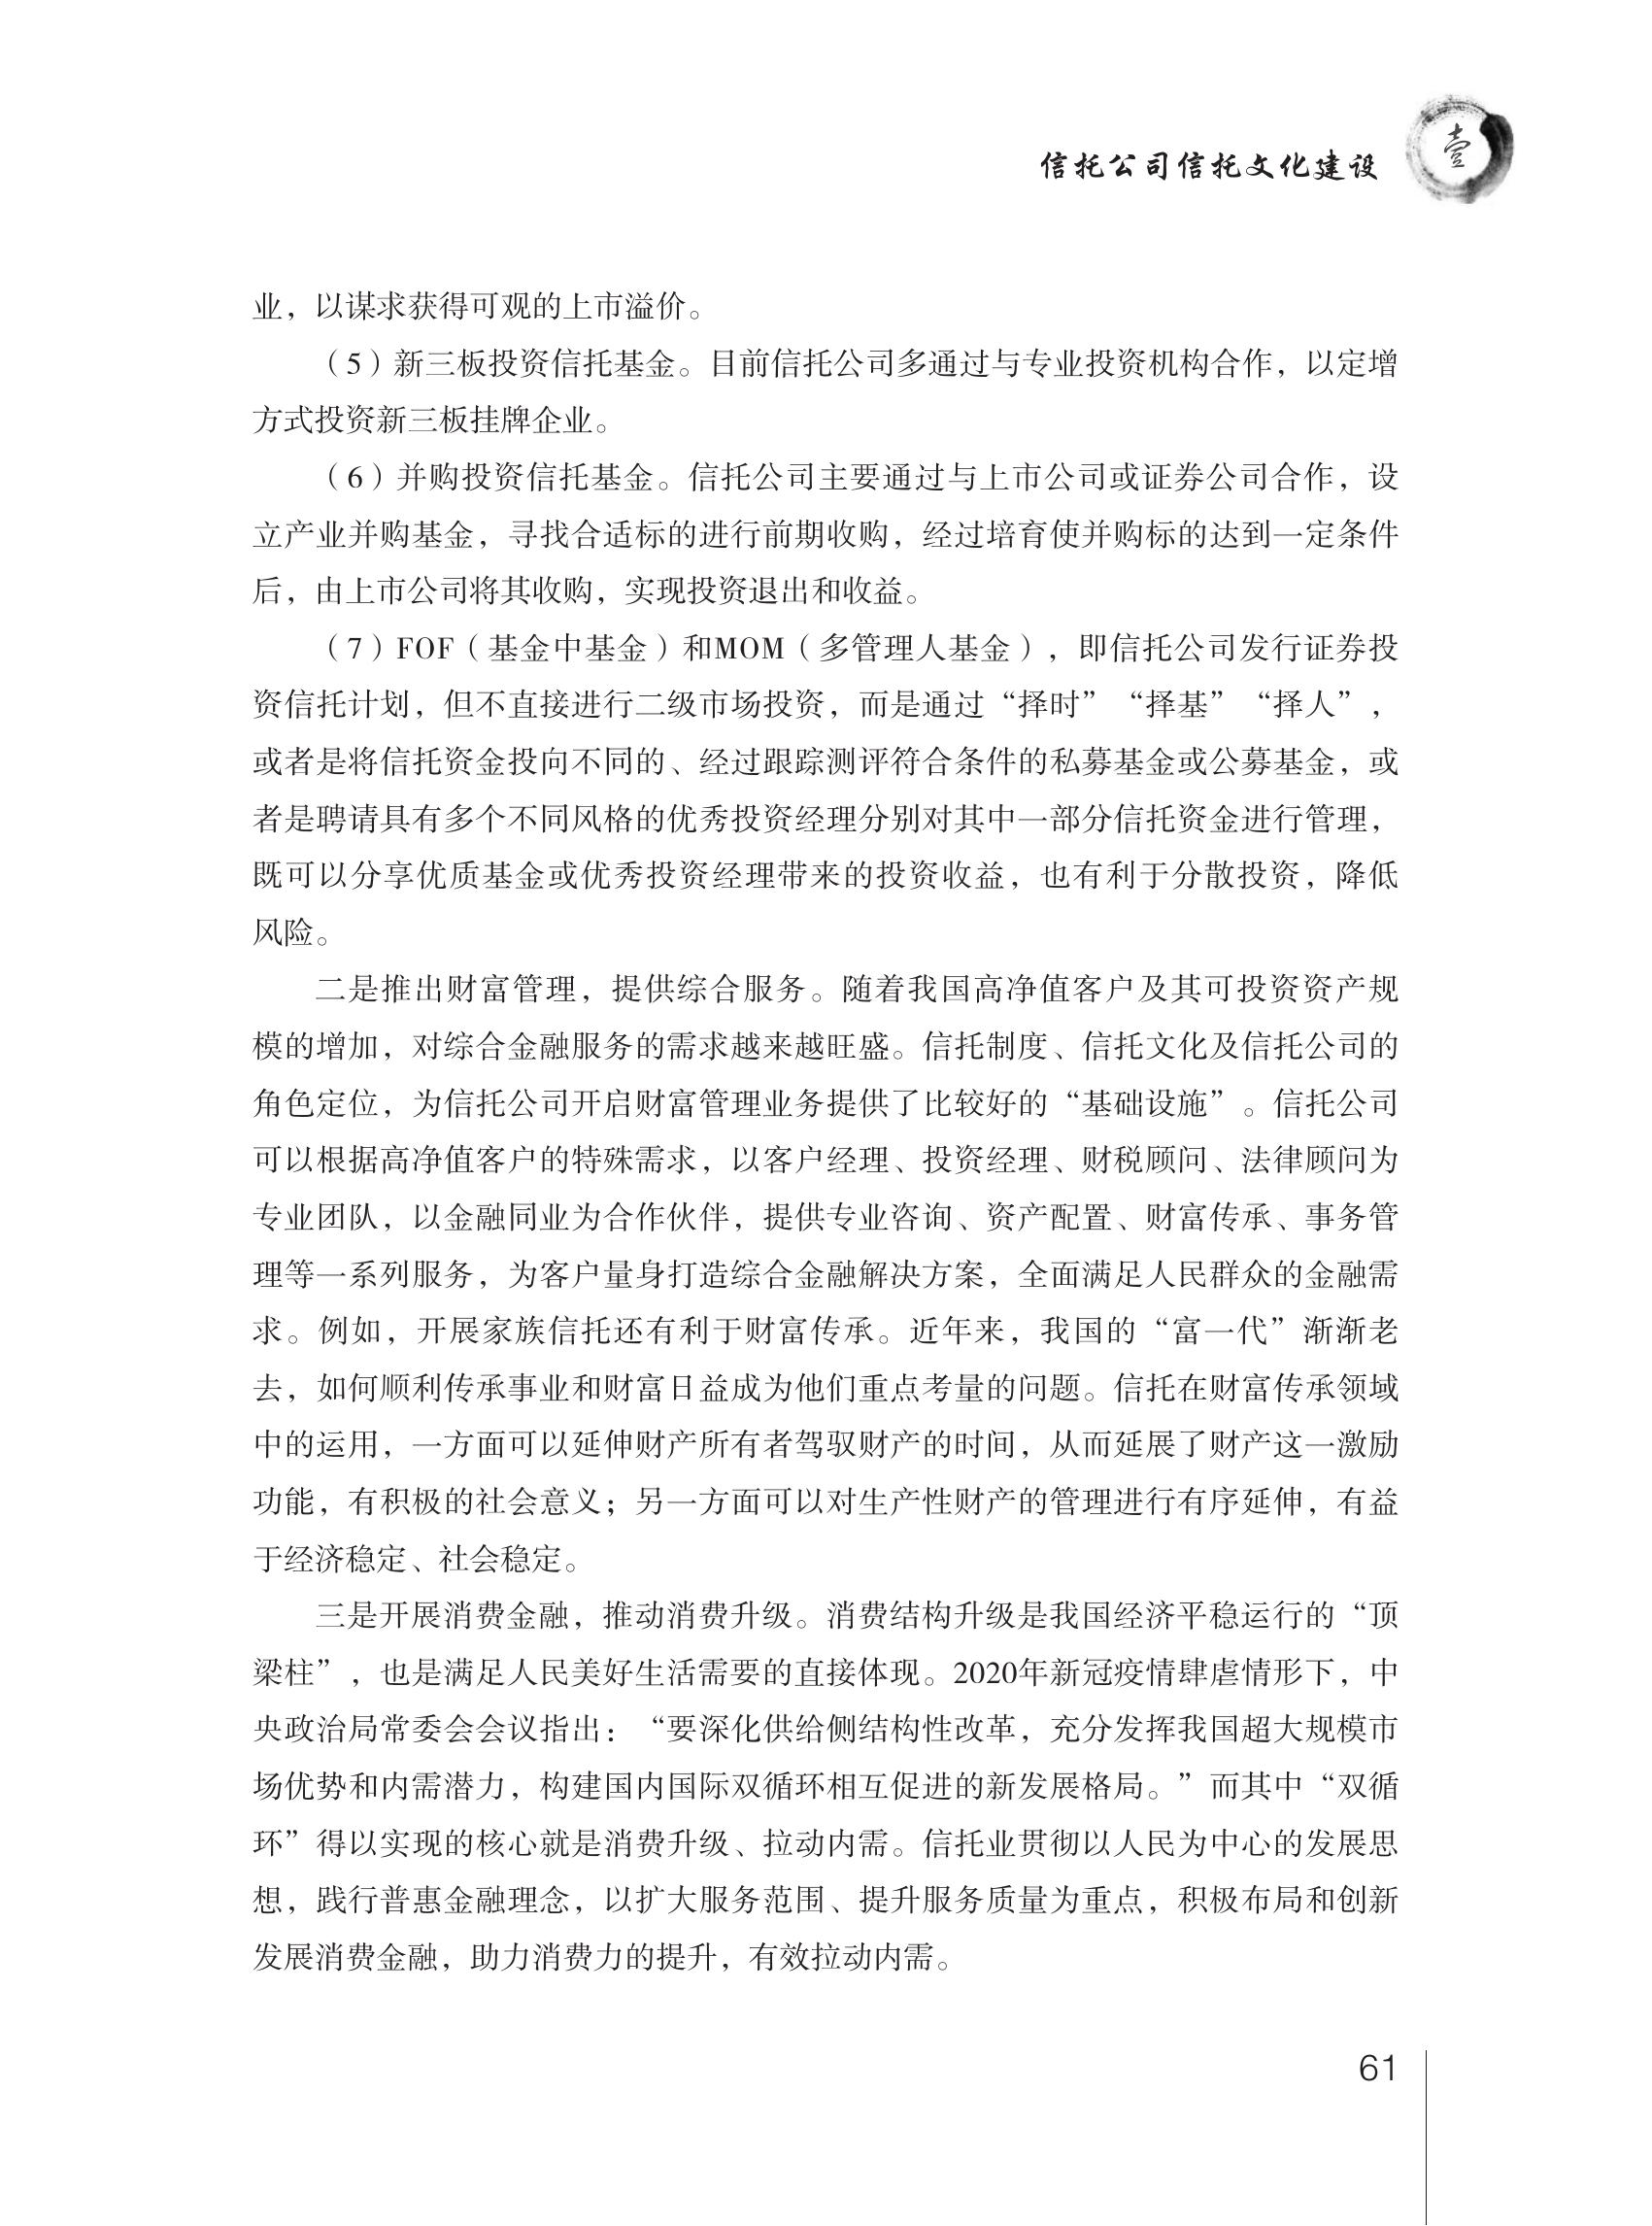 信托公司信托文化建设
壹
业，以谋求获得可观的上市溢价。
（5）新三板投资信托基金。目前信托公司多通过与专业投资机构合作，以定增
方式投资新三板挂牌企业。
（6）并购投资信托基金。信托公司主要通过与上市公司或证券公司合作，设
立产业并购基金，寻找合适标的进行前期收购，经过培育使并购标的达到一定条件
后，由上市公司将其收购，实现投资退出和收益。
（7）FOF（基金中基金）和MOM（多管理人基金），即信托公司发行证券投
资信托计划，但不直接进行二级市场投资，而是通过“择时”“择基”“择人”，
或者是将信托资金投向不同的、经过跟踪测评符合条件的私募基金或公募基金，或
者是聘请具有多个不同风格的优秀投资经理分别对其中一部分信托资金进行管理，
既可以分享优质基金或优秀投资经理带来的投资收益，也有利于分散投资，降低
风险。
二是推出财富管理，提供综合服务。随着我国高净值客户及其可投资资产规
模的增加，对综合金融服务的需求越来越旺盛。信托制度、信托文化及信托公司的
角色定位，为信托公司开启财富管理业务提供了比较好的“基础设施”。信托公司
可以根据高净值客户的特殊需求，以客户经理、投资经理、财税顾问、法律顾问为
专业团队，以金融同业为合作伙伴，提供专业咨询、资产配置、财富传承、事务管
理等一系列服务，为客户量身打造综合金融解决方案，全面满足人民群众的金融需
求。例如，开展家族信托还有利于财富传承。近年来，我国的“富一代”渐渐老
去，如何顺利传承事业和财富日益成为他们重点考量的问题。信托在财富传承领域
中的运用，一方面可以延伸财产所有者驾驭财产的时间，从而延展了财产这一激励
功能，有积极的社会意义；另一方面可以对生产性财产的管理进行有序延伸，有益
于经济稳定、社会稳定。
三是开展消费金融，推动消费升级。消费结构升级是我国经济平稳运行的“顶
梁柱”，也是满足人民美好生活需要的直接体现。2020年新冠疫情肆虐情形下，中
央政治局常委会会议指出：“要深化供给侧结构性改革，充分发挥我国超大规模市
场优势和内需潜力，构建国内国际双循环相互促进的新发展格局。”而其中“双循
环”得以实现的核心就是消费升级、拉动内需。信托业贯彻以人民为中心的发展思
想，践行普惠金融理念，以扩大服务范围、提升服务质量为重点，积极布局和创新
发展消费金融，助力消费力的提升，有效拉动内需。
61